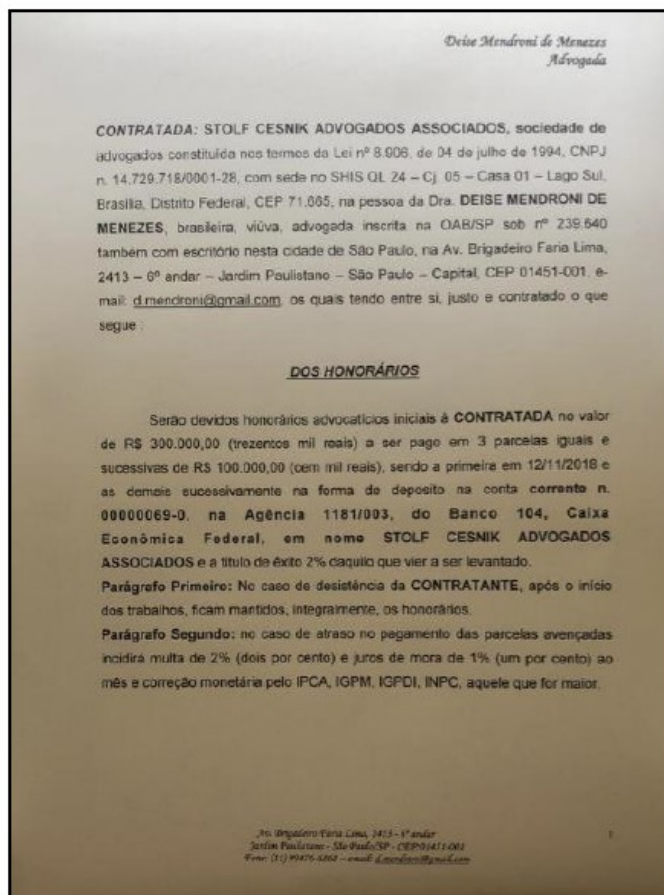 Deise Mendroni de Menezes
Advogada
CONTRATADA: STOLF CESNIK ADVOGADOS ASSOCIADOS, sociedade de
advogados constituída nos termos da Lei nº 8.906, de 04 de julho de 1994, CNPJ
n. 14.729.718/0001-28, com sede no SHIS QL 24 – Cj. 05 – Casa 01 – Lago Sul,
Brasília, Distrito Federal, CEP 71.665, na pessoa da Dra. DEISE MENDRONI DE
MENEZES, brasileira, viúva, advogada inscrita na OAB/SP sob nº 239.640
também com escritório nesta cidade de São Paulo, na Av. Brigadeiro Faria Lima,
2413 – 6º andar – Jardim Paulistano – São Paulo – Capital, CEP 01451-001, e-
mail: d.mendroni@gmail.com, os quais tendo entre si, justo e contratado o que
segue :
DOS HONORÁRIOS
Serão devidos honorários advocatícios iniciais à CONTRATADA no valor
de R$ 300.000,00 (trezentos mil reais) a ser pago em 3 parcelas iguais e
sucessivas de R$ 100.000,00 (cem mil reais), sendo a primeira em 12/11/2018 e
as demais sucessivamente na forma de deposito na conta corrente n.
00000069-0, na Agência 1181/003, do Banco 104, Caixa
Econômica Federal, em nome STOLF CESNIK ADVOGADOS
ASSOCIADOS e a título de êxito 2% daquilo que vier a ser levantado.
Parágrafo Primeiro: No caso de desistência da CONTRATANTE, após o início
dos trabalhos, ficam mantidos, integralmente, os honorários.
Parágrafo Segundo: no caso de atraso no pagamento das parcelas avençadas
incidirá multa de 2% (dois por cento) e juros de mora de 1% (um por cento) ao
mês e correção monetária pelo IPCA, IGPM, IGPDI, INPC, aquele que for maior.
Av. Brigadeiro Faria Lima, 2413 - 6º andar
Jardim Paulistano - São Paulo/SP - CEP:01451-001
Fone: (11) – email: d.mendroni@gmail.com